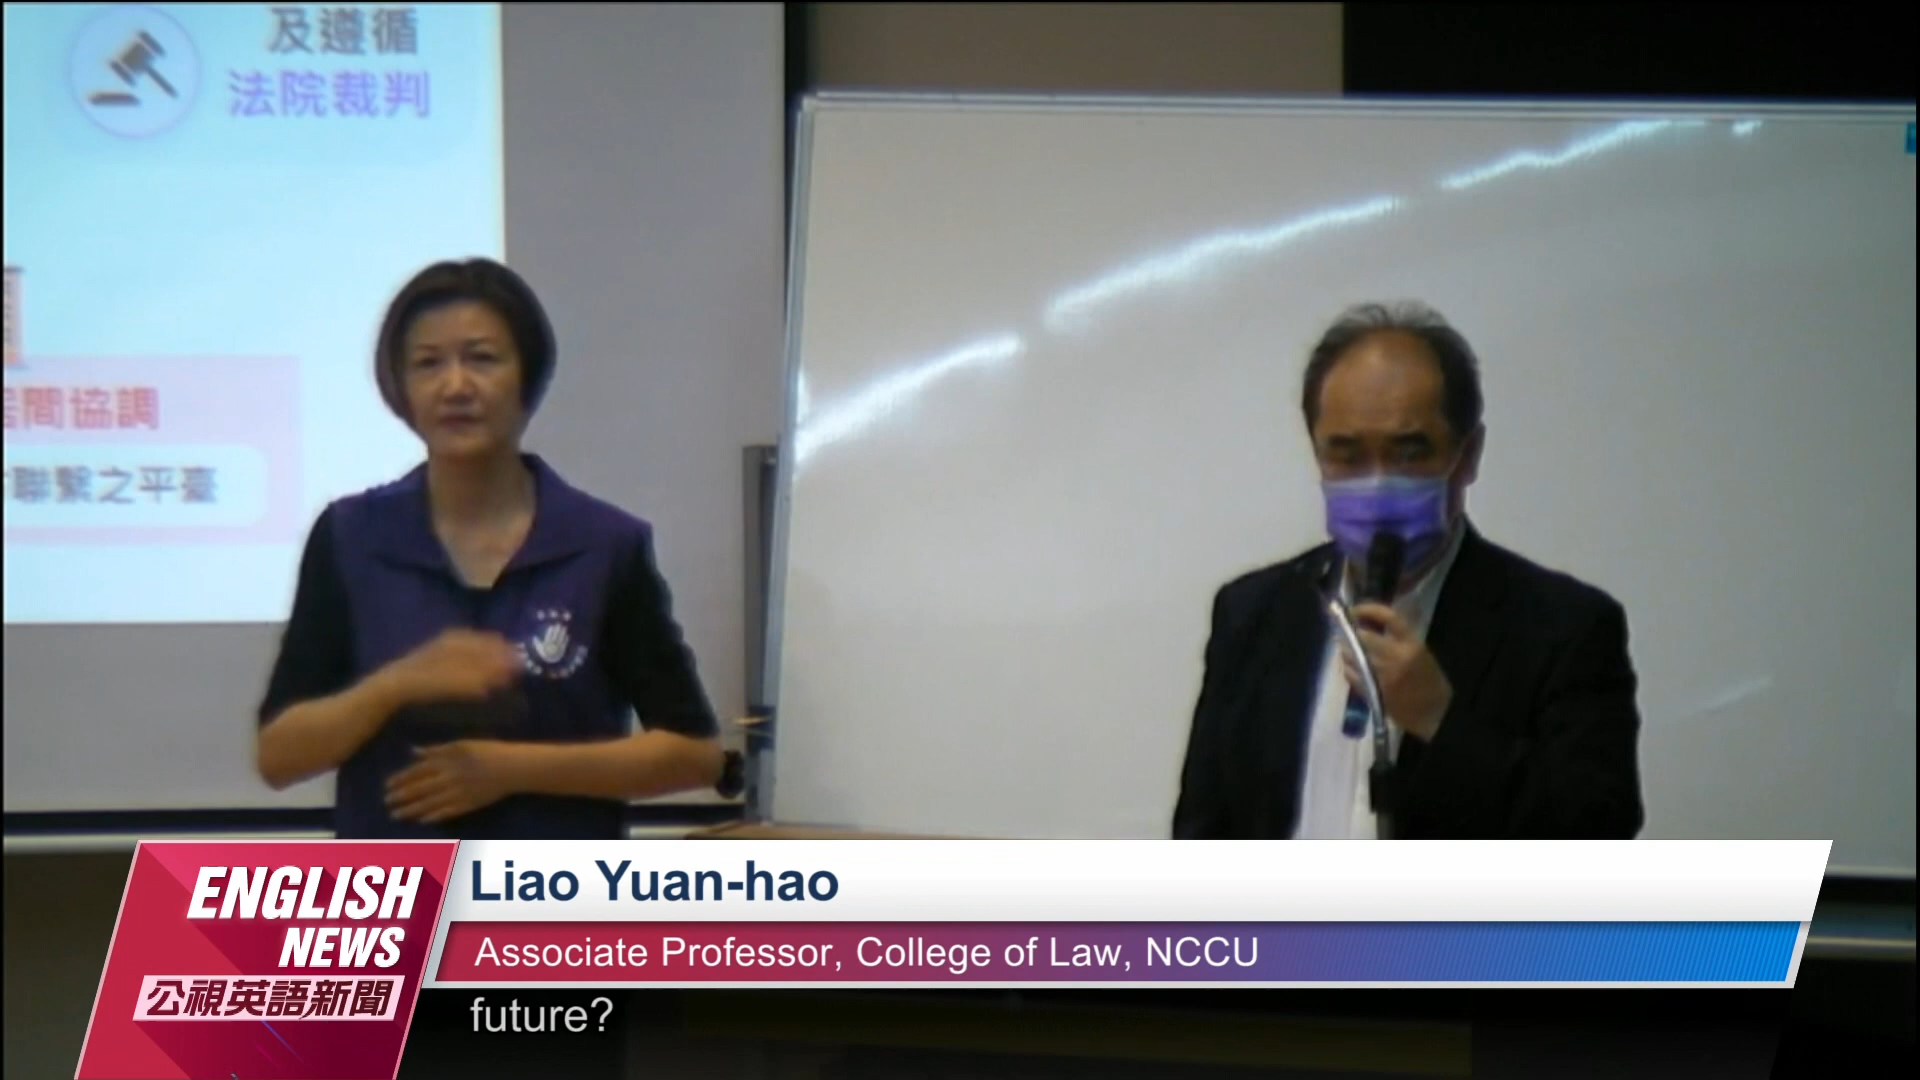 及遵循
法院裁判
居間協調
聯繫之平臺
ENGLISH
NEWS
公視英語新聞
Liao Yuan-hao
Associate Professor, College of Law, NCCU
future?